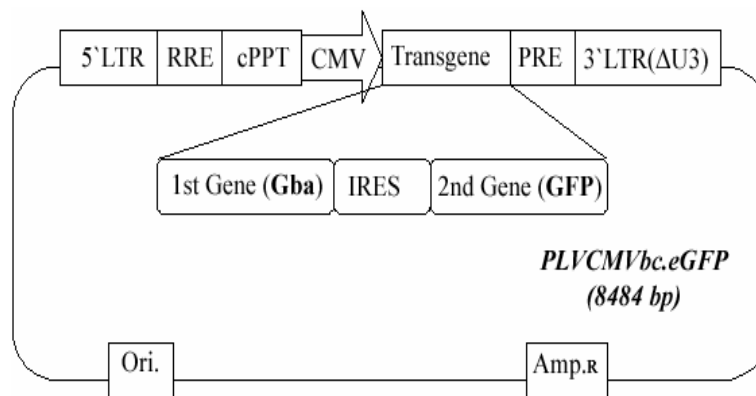 5`LTR RRE cPPT CMV Transgene PRE 3`LTR(ΔU3)
1st Gene (Gba) IRES 2nd Gene (GFP)
PLVCMVbc.eGFP
(8484 bp)
Ori. Amp.R